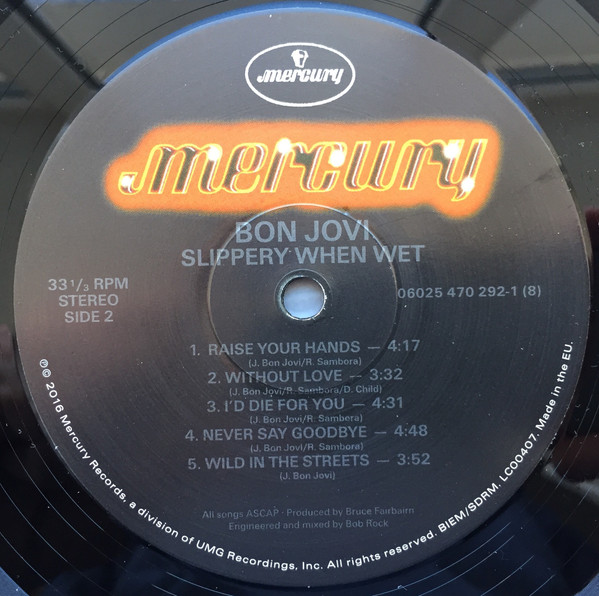 mercury
mercury
BON JOVI
SLIPPERY WHEN WET
33 1/3 RPM
STEREO
SIDE 2
06025 470 292-1 (8)
1. RAISE YOUR HANDS — 4:17
(J. Bon Jovi/R. Sambora)
2. WITHOUT LOVE — 3:32
(J. Bon Jovi/R. Sambora/D. Child)
3. I'D DIE FOR YOU — 4:31
(J. Bon Jovi/R. Sambora)
4. NEVER SAY GOODBYE — 4:48
(J. Bon Jovi/R. Sambora)
5. WILD IN THE STREETS — 3:52
(J. Bon Jovi)
All songs ASCAP · Produced by Bruce Fairbairn
Engineered and mixed by Bob Rock
℗ © 2016 Mercury Records, a division of UMG Recordings, Inc. All rights reserved. BIEM/SDRM. LC00407. Made in the EU.